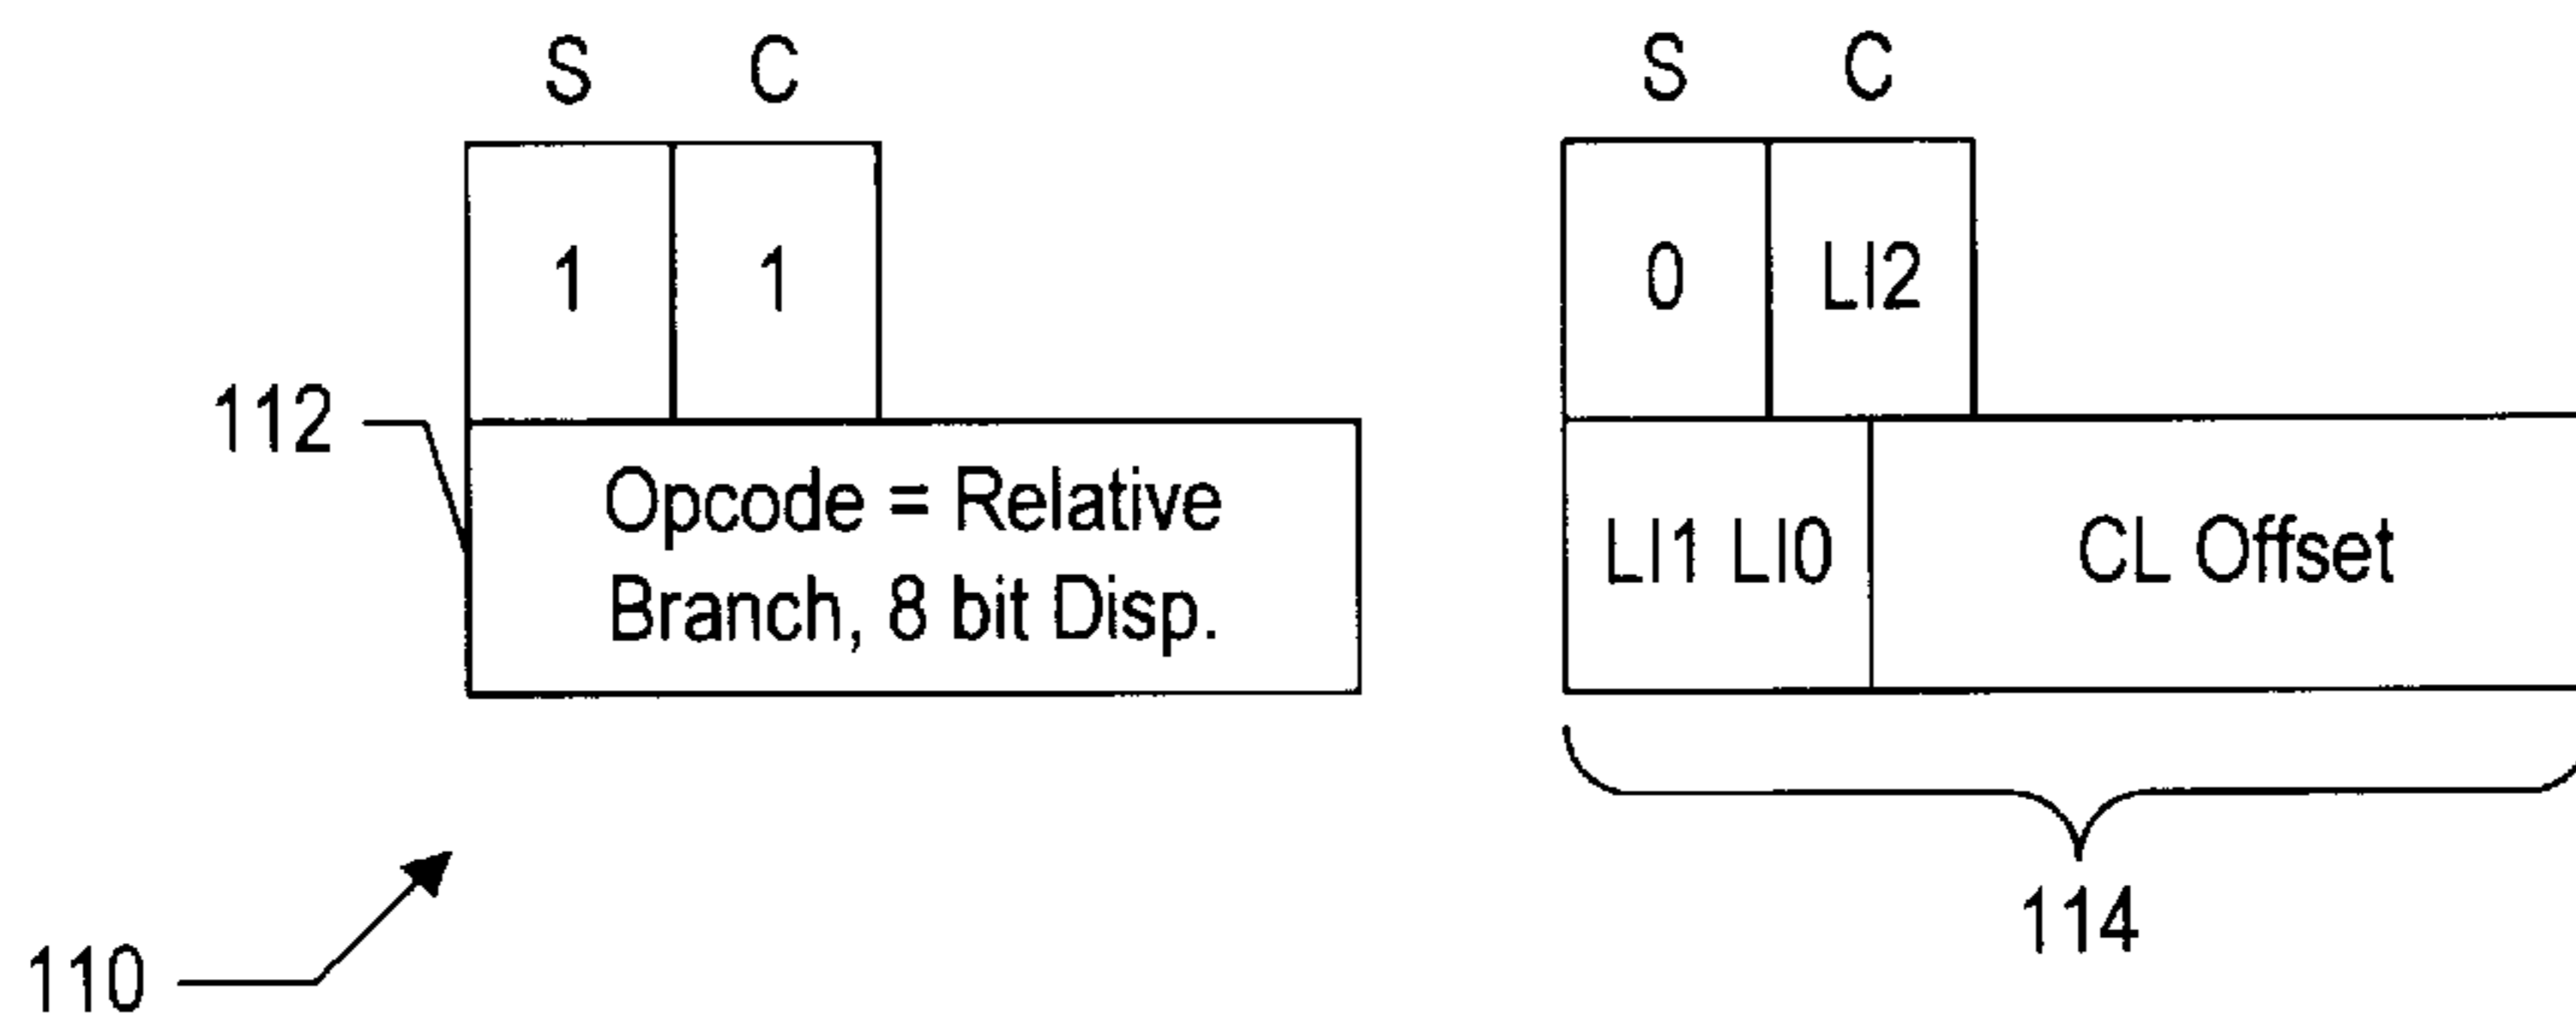 S C S C
1 1 0 LI2
112
Opcode = Relative
Branch, 8 bit Disp.
LI1 LI0 CL Offset
114
110